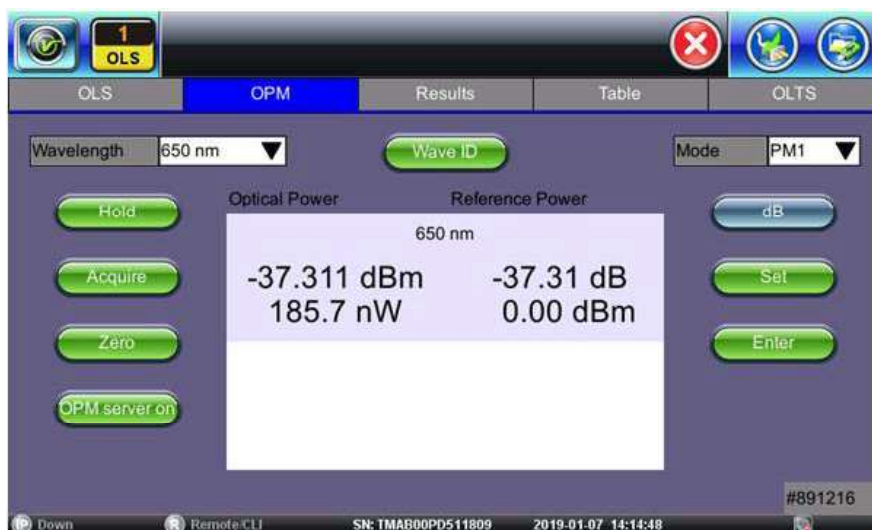 1
OLS
OLS OPM Results Table OLTS
Wavelength 650 nm Wave ID Mode PM1
Optical Power Reference Power
Hold dB
650 nm
Acquire -37.311 dBm -37.31 dB Set
185.7 nW 0.00 dBm
Zero Enter
OPM server on
#891216
IP Down R Remote/CLI SN: TMAB00PD511809 2019-01-07 14:14:48